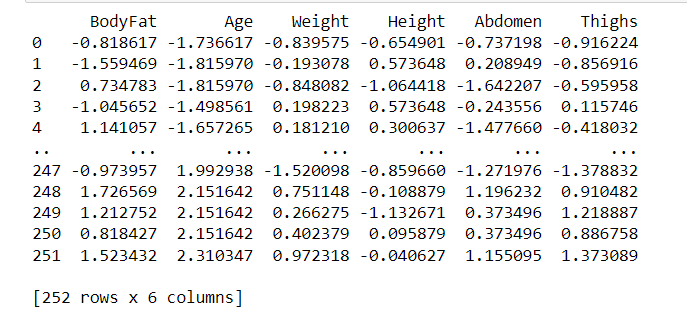 BodyFat Age Weight Height Abdomen Thighs
0 -0.818617 -1.736617 -0.839575 -0.654901 -0.737198 -0.916224
1 -1.559469 -1.815970 -0.193078 0.573648 0.208949 -0.856916
2 0.734783 -1.815970 -0.848082 -1.064418 -1.642207 -0.595958
3 -1.045652 -1.498561 0.198223 0.573648 -0.243556 0.115746
4 1.141057 -1.657265 0.181210 0.300637 -1.477660 -0.418032
.. ... ... ... ... ... ...
247 -0.973957 1.992938 -1.520098 -0.859660 -1.271976 -1.378832
248 1.726569 2.151642 0.751148 -0.108879 1.196232 0.910482
249 1.212752 2.151642 0.266275 -1.132671 0.373496 1.218887
250 0.818427 2.151642 0.402379 0.095879 0.373496 0.886758
251 1.523432 2.310347 0.972318 -0.040627 1.155095 1.373089
[252 rows x 6 columns]